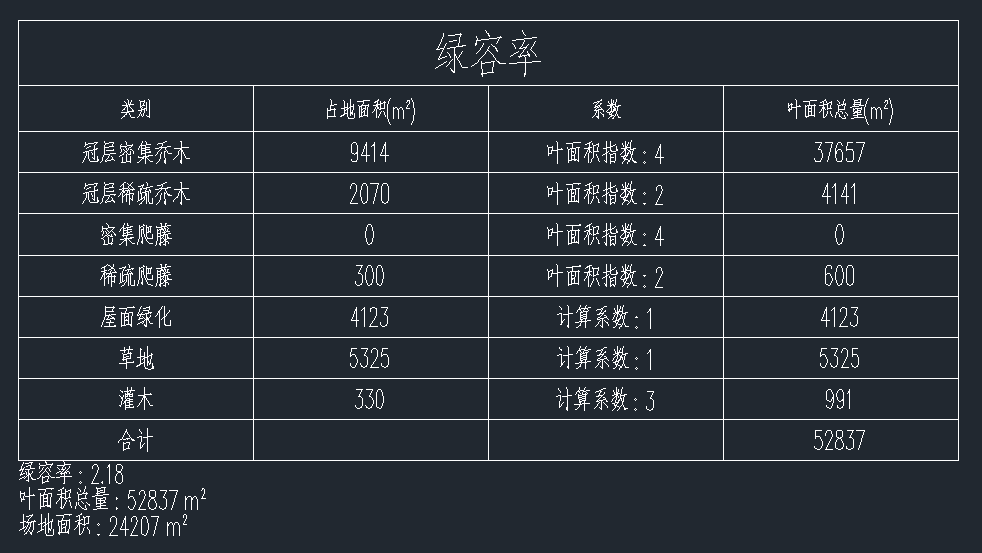 绿容率
类别 占地面积(m²) 系数 叶面积总量(m²)
冠层密集乔木 9414 叶面积指数:4 37657
冠层稀疏乔木 2070 叶面积指数:2 4141
密集爬藤 0 叶面积指数:4 0
稀疏爬藤 300 叶面积指数:2 600
屋面绿化 4123 计算系数:1 4123
草地 5325 计算系数:1 5325
灌木 330 计算系数:3 991
合计 52837
绿容率:2.18
叶面积总量:52837 m²
场地面积:24207 m²